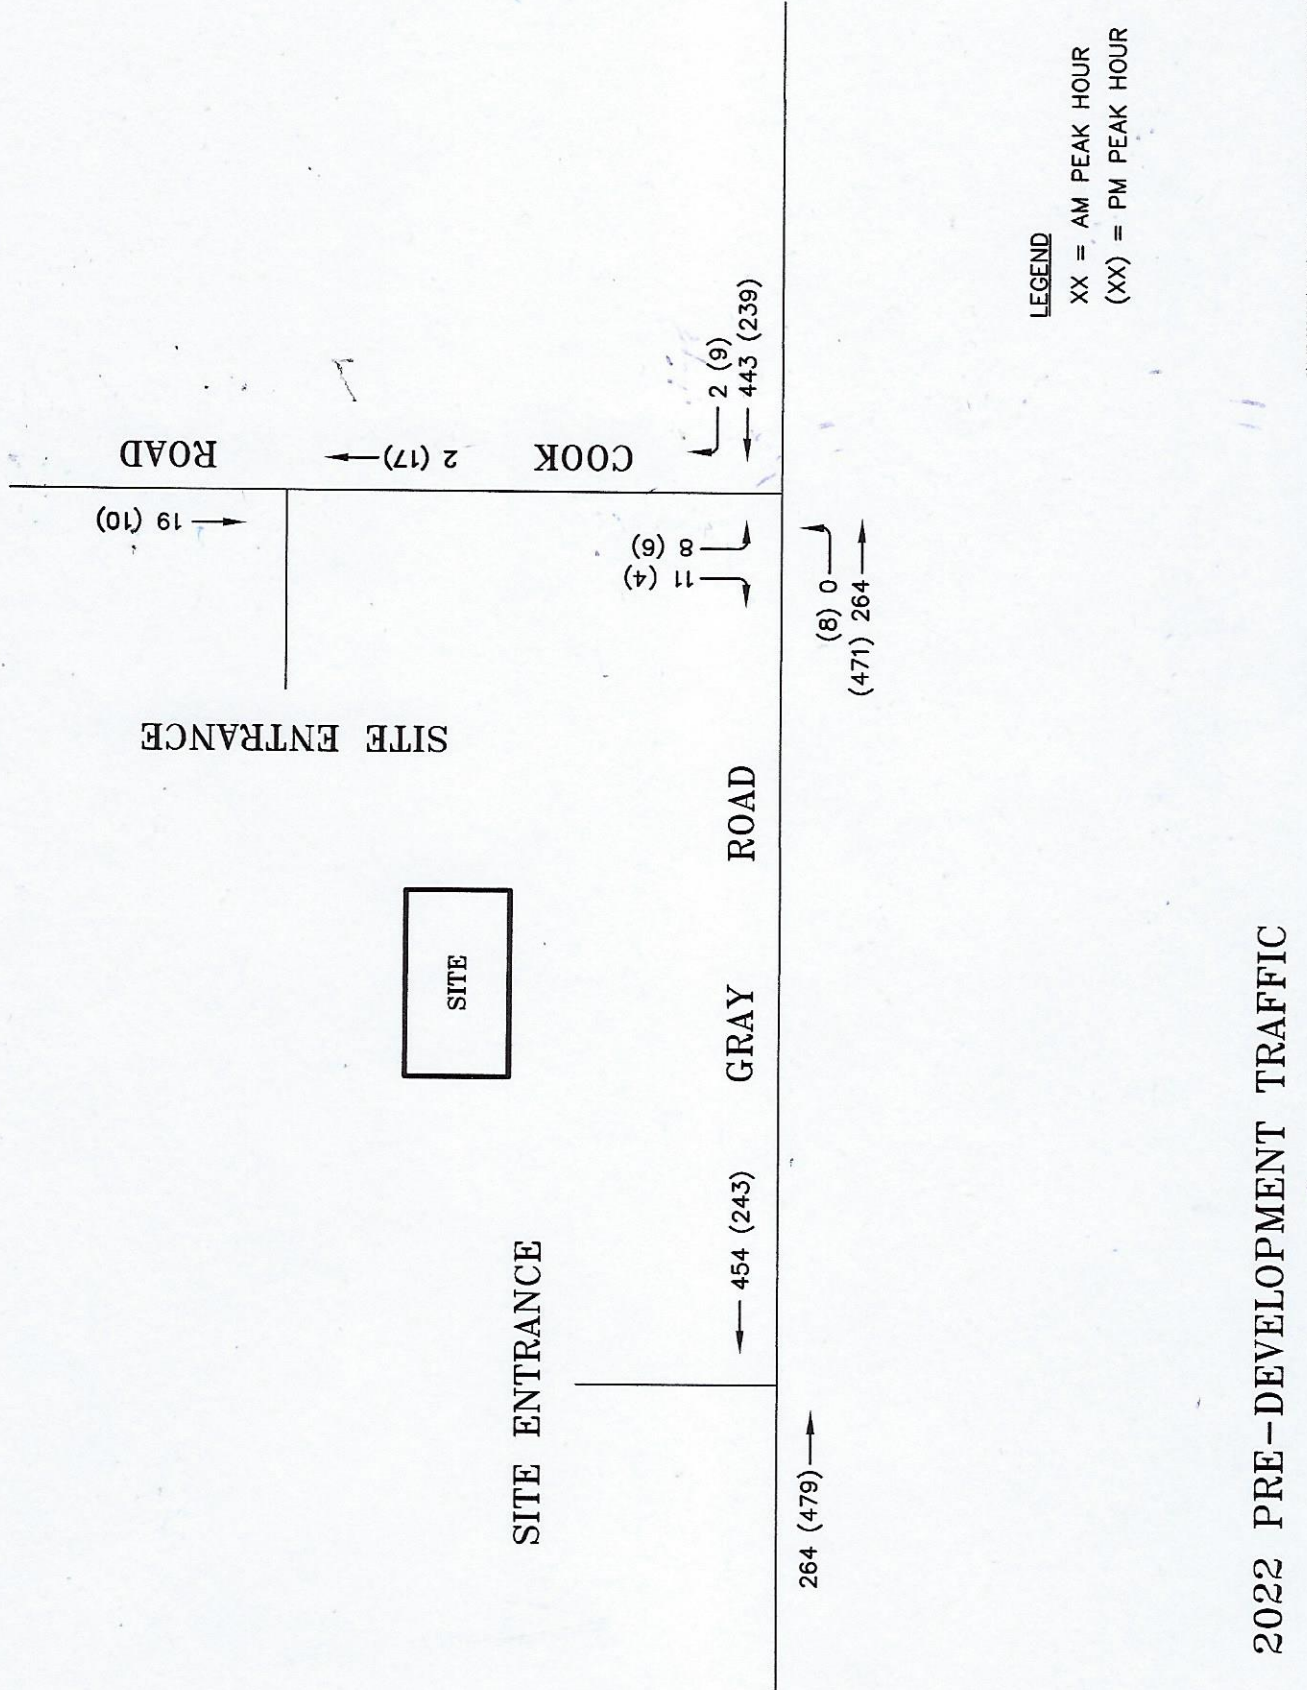 ROAD
COOK
19 (10)
2 (17)
SITE ENTRANCE
8 (6)
11 (4)
2 (9)
443 (239)
(8) 0
(471) 264
SITE
GRAY ROAD
454 (243)
SITE ENTRANCE
264 (479)
LEGEND
XX = AM PEAK HOUR
(XX) = PM PEAK HOUR
2022 PRE-DEVELOPMENT TRAFFIC